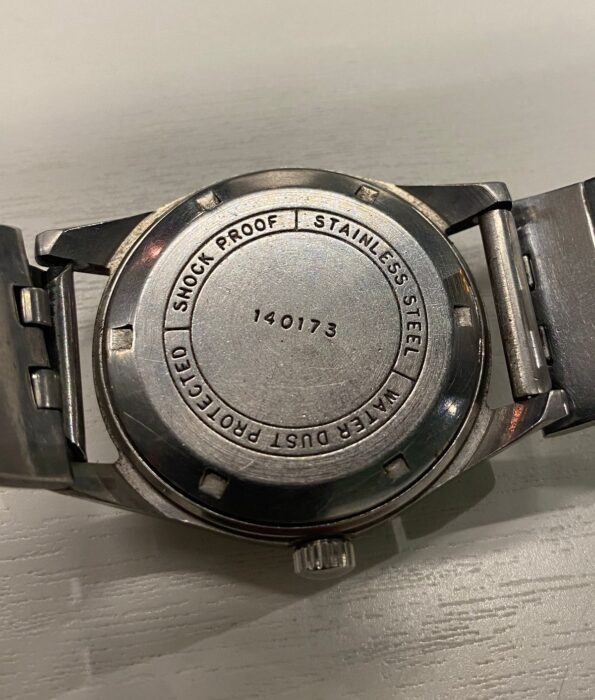 SHOCK PROOF | STAINLESS STEEL | WATER DUST PROTECTED |
140173